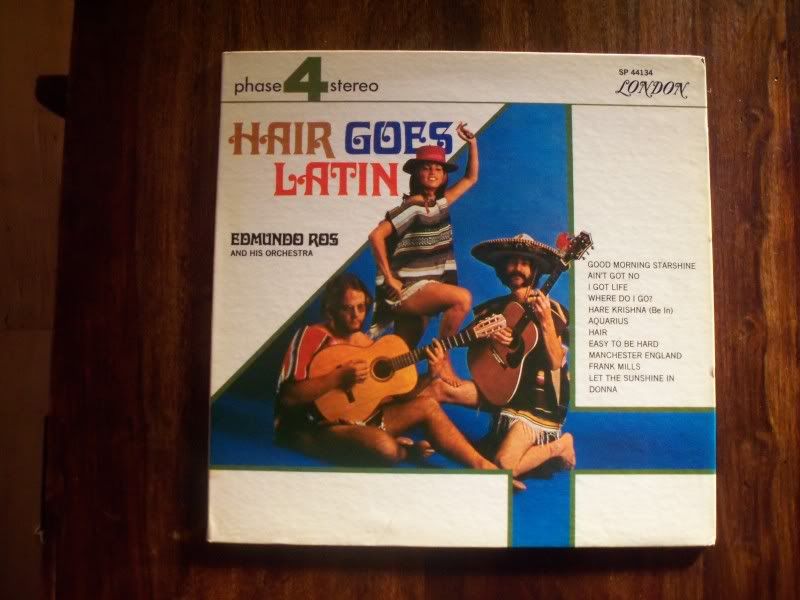 phase 4 stereo
SP 44134
LONDON
HAIR GOES
LATIN
EDMUNDO ROS
AND HIS ORCHESTRA
GOOD MORNING STARSHINE
AIN'T GOT NO
I GOT LIFE
WHERE DO I GO?
HARE KRISHNA (Be In)
AQUARIUS
HAIR
EASY TO BE HARD
MANCHESTER ENGLAND
FRANK MILLS
LET THE SUNSHINE IN
DONNA